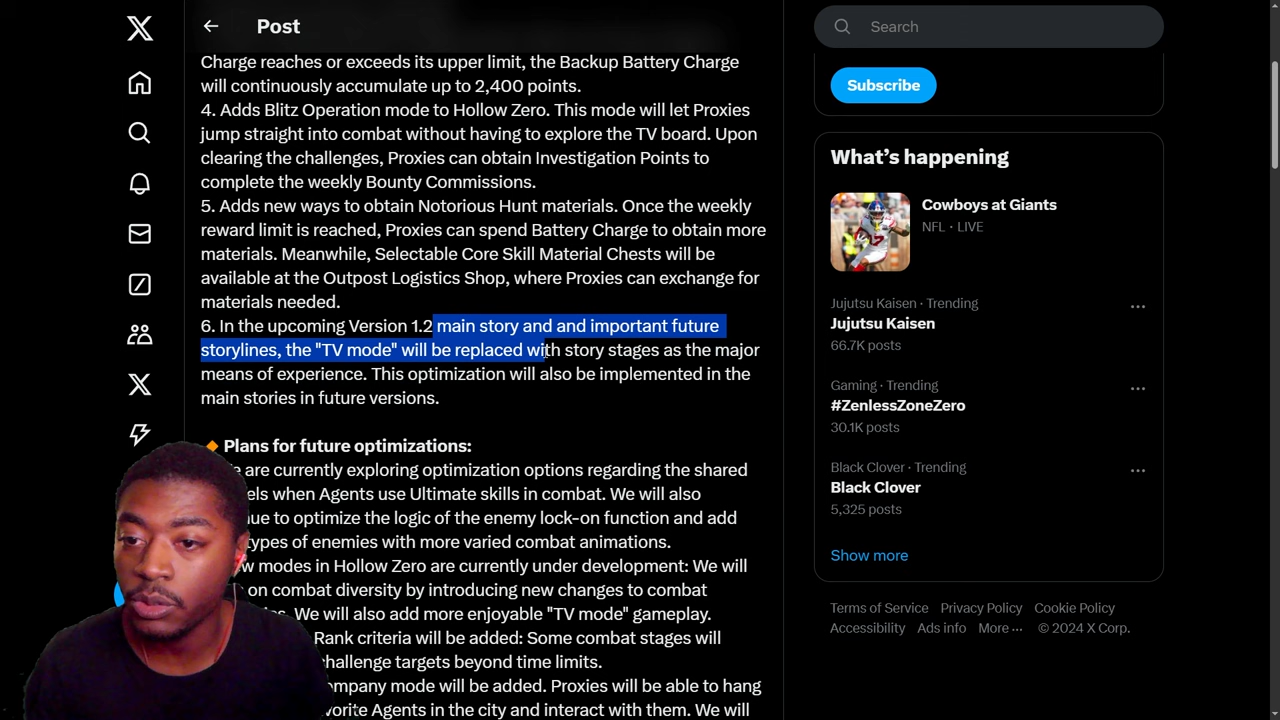 Post
Charge reaches or exceeds its upper limit, the Backup Battery Charge
will continuously accumulate up to 2,400 points.
4. Adds Blitz Operation mode to Hollow Zero. This mode will let Proxies
jump straight into combat without having to explore the TV board. Upon
clearing the challenges, Proxies can obtain Investigation Points to
complete the weekly Bounty Commissions.
5. Adds new ways to obtain Notorious Hunt materials. Once the weekly
reward limit is reached, Proxies can spend Battery Charge to obtain more
materials. Meanwhile, Selectable Core Skill Material Chests will be
available at the Outpost Logistics Shop, where Proxies can exchange for
materials needed.
6. In the upcoming Version 1.2 main story and and important future
storylines, the "TV mode" will be replaced with story stages as the major
means of experience. This optimization will also be implemented in the
main stories in future versions.
Plans for future optimizations:
are currently exploring optimization options regarding the shared
when Agents use Ultimate skills in combat. We will also
to optimize the logic of the enemy lock-on function and add
types of enemies with more varied combat animations.
modes in Hollow Zero are currently under development: We will
on combat diversity by introducing new changes to combat
We will also add more enjoyable "TV mode" gameplay.
Rank criteria will be added: Some combat stages will
challenge targets beyond time limits.
mode will be added. Proxies will be able to hang
Agents in the city and interact with them. We will
Search
Subscribe
What's happening
Cowboys at Giants
NFL · LIVE
Jujutsu Kaisen · Trending
Jujutsu Kaisen
66.7K posts
Gaming · Trending
#ZenlessZoneZero
30.1K posts
Black Clover · Trending
Black Clover
5,325 posts
Show more
Terms of Service Privacy Policy Cookie Policy
Accessibility Ads info More ··· © 2024 X Corp.